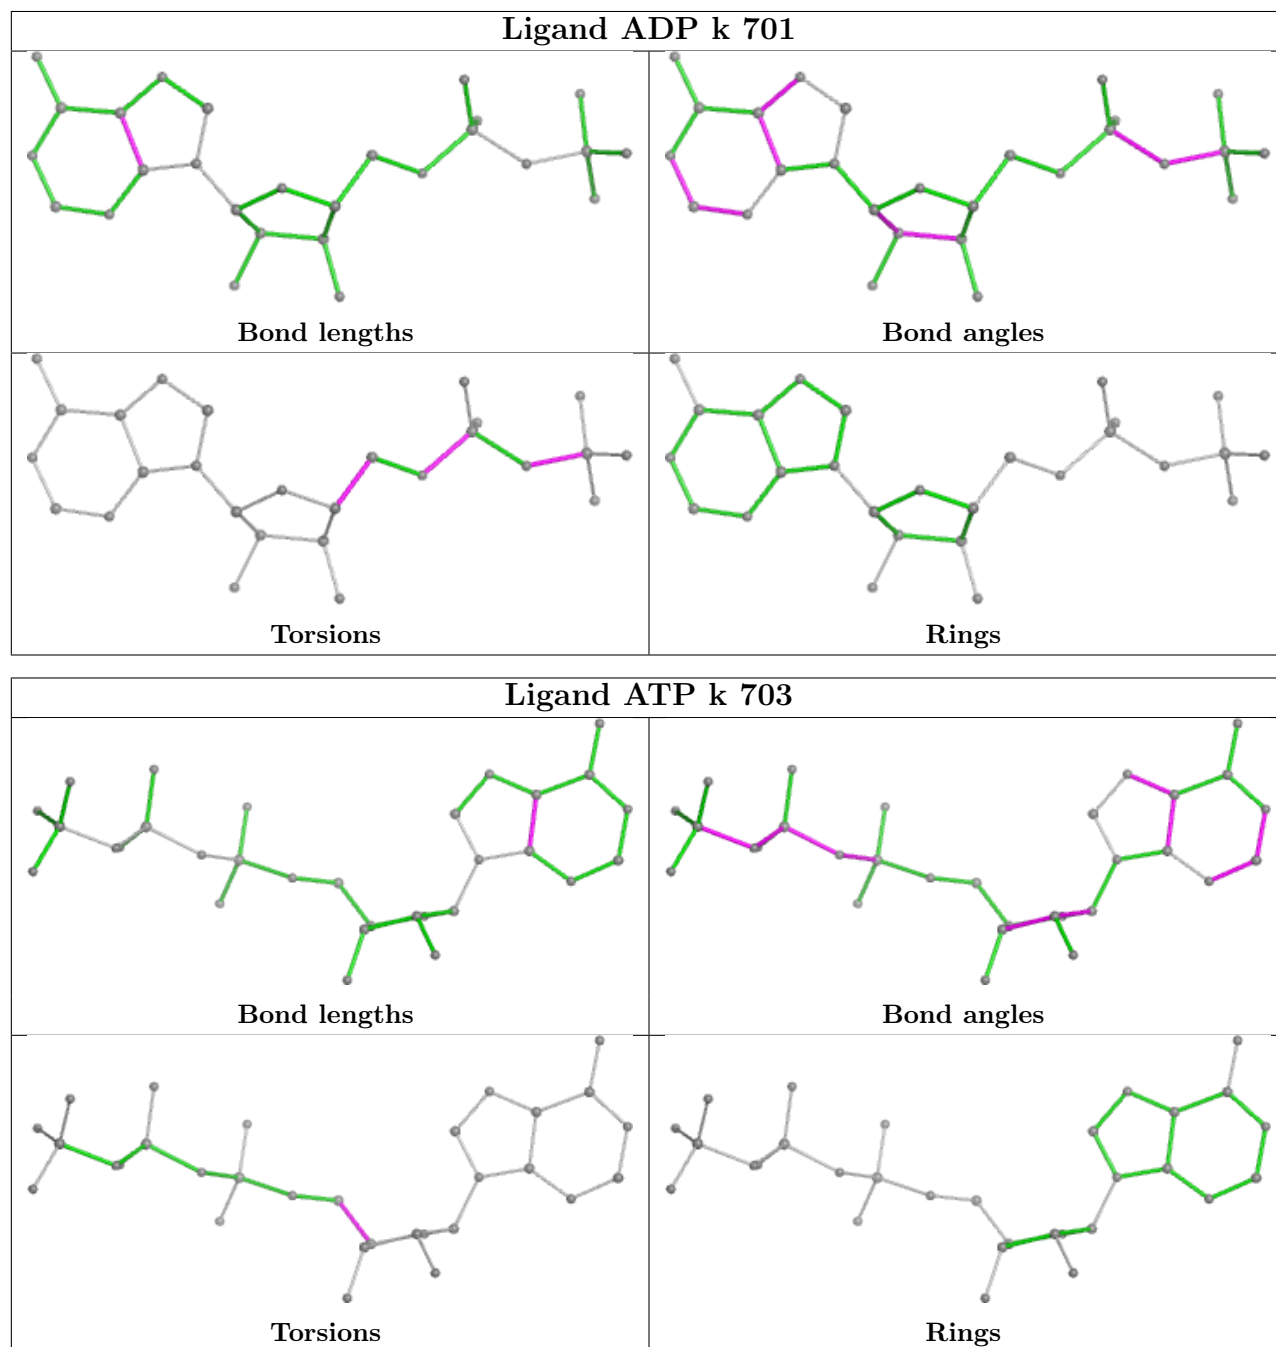 Ligand ADP k 701
Bond lengths
Bond angles
Torsions
Rings
Ligand ATP k 703
Bond lengths
Bond angles
Torsions
Rings